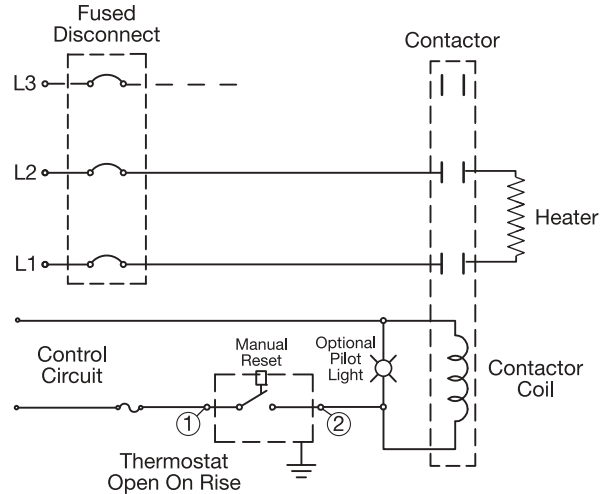 Fused
Disconnect
Contactor
L3
L2
Heater
L1
Control
Circuit
Manual
Reset
Optional
Pilot
Light
Contactor
Coil
1
2
Thermostat
Open On Rise